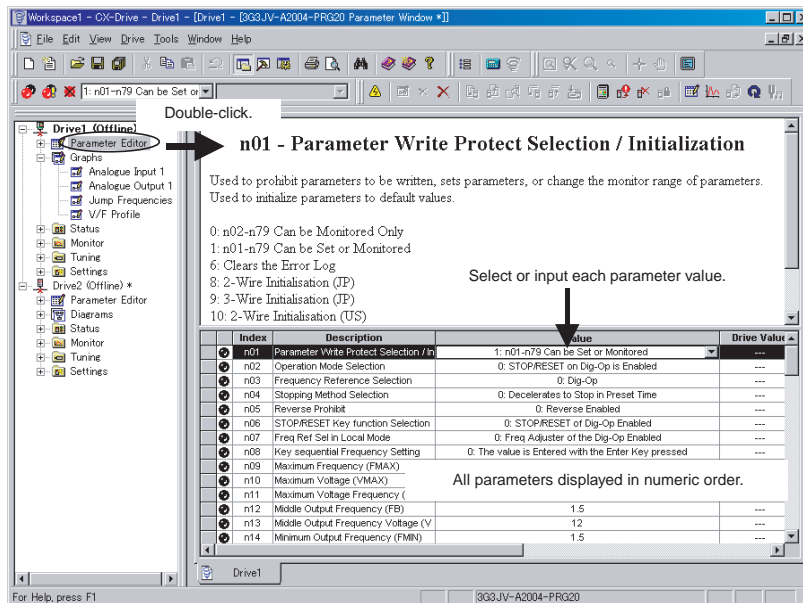 Workspace1 - CX-Drive - Drive1 - [Drive1 - [3G3JV-A2004-PRG20 Parameter Window *]]
File Edit View Drive Tools Window Help
1: n01-n79 Can be Set or
Double-click.
Drive1 (Offline)
Parameter Editor
Graphs
Analogue Input 1
Analogue Output 1
Jump Frequencies
V/F Profile
Status
Monitor
Tuning
Settings
Drive2 (Offline) *
Parameter Editor
Diagrams
Status
Monitor
Tuning
Settings
n01 - Parameter Write Protect Selection / Initialization
Used to prohibit parameters to be written, sets parameters, or change the monitor range of parameters.
Used to initialize parameters to default values.
0: n02-n79 Can be Monitored Only
1: n01-n79 Can be Set or Monitored
6: Clears the Error Log
8: 2-Wire Initialisation (JP)
9: 3-Wire Initialisation (JP)
10: 2-Wire Initialisation (US)
Select or input each parameter value.
Index Description Value Drive Value
n01 Parameter Write Protect Selection / In 1: n01-n79 Can be Set or Monitored ---
n02 Operation Mode Selection 0: STOP/RESET on Dig-Op is Enabled ---
n03 Frequency Reference Selection 0: Dig-Op ---
n04 Stopping Method Selection 0: Decelerates to Stop in Preset Time ---
n05 Reverse Prohibit 0: Reverse Enabled ---
n06 STOP/RESET Key function Selection 0: STOP/RESET of Dig-Op Enabled ---
n07 Freq Ref Sel in Local Mode 0: Freq Adjuster of the Dig-Op Enabled ---
n08 Key sequential Frequency Setting 0: The value is Entered with the Enter Key pressed ---
n09 Maximum Frequency (FMAX)
n10 Maximum Voltage (VMAX)
n11 Maximum Voltage Frequency (
All parameters displayed in numeric order.
n12 Middle Output Frequency (FB) 1.5 ---
n13 Middle Output Frequency Voltage (V 12 ---
n14 Minimum Output Frequency (FMIN) 1.5 ---
Drive1
For Help, press F1
3G3JV-A2004-PRG20